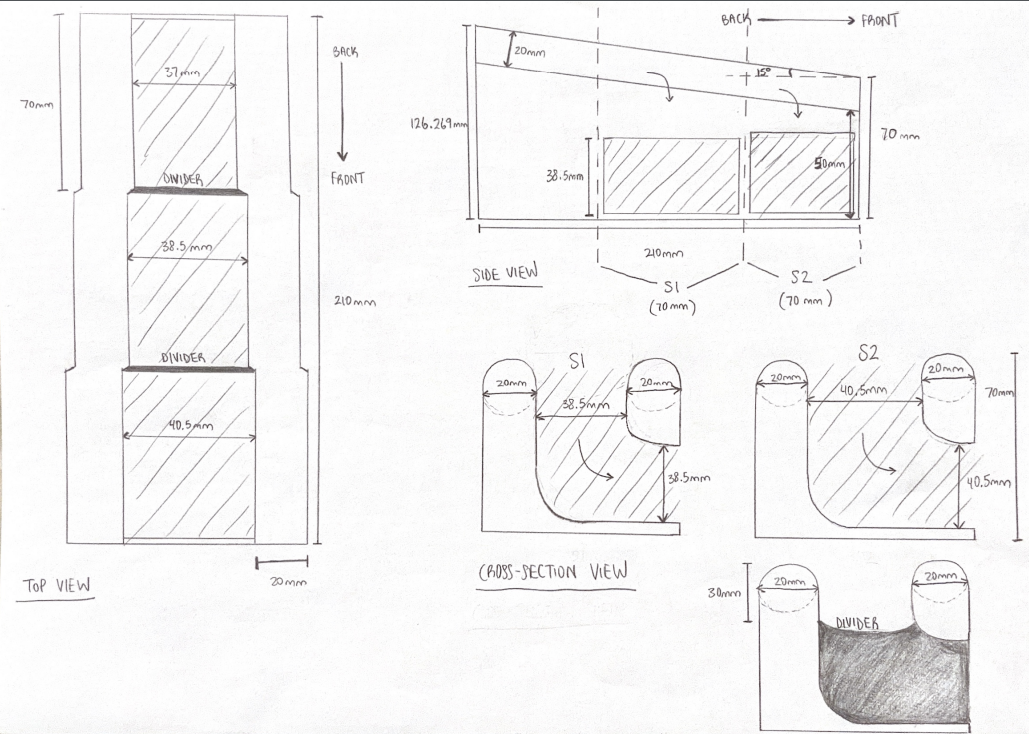 70mm
37mm
DIVIDER
38.5mm
DIVIDER
40.5mm
20mm
BACK
FRONT
210mm
TOP VIEW
BACK → FRONT
20mm
15°
126.269mm
38.5mm
50mm
70mm
210mm
SIDE VIEW
S1
(70mm)
S2
(70mm)
S1
20mm
20mm
38.5mm
38.5mm
S2
20mm
20mm
40.5mm
40.5mm
70mm
CROSS-SECTION VIEW
30mm
20mm
20mm
DIVIDER